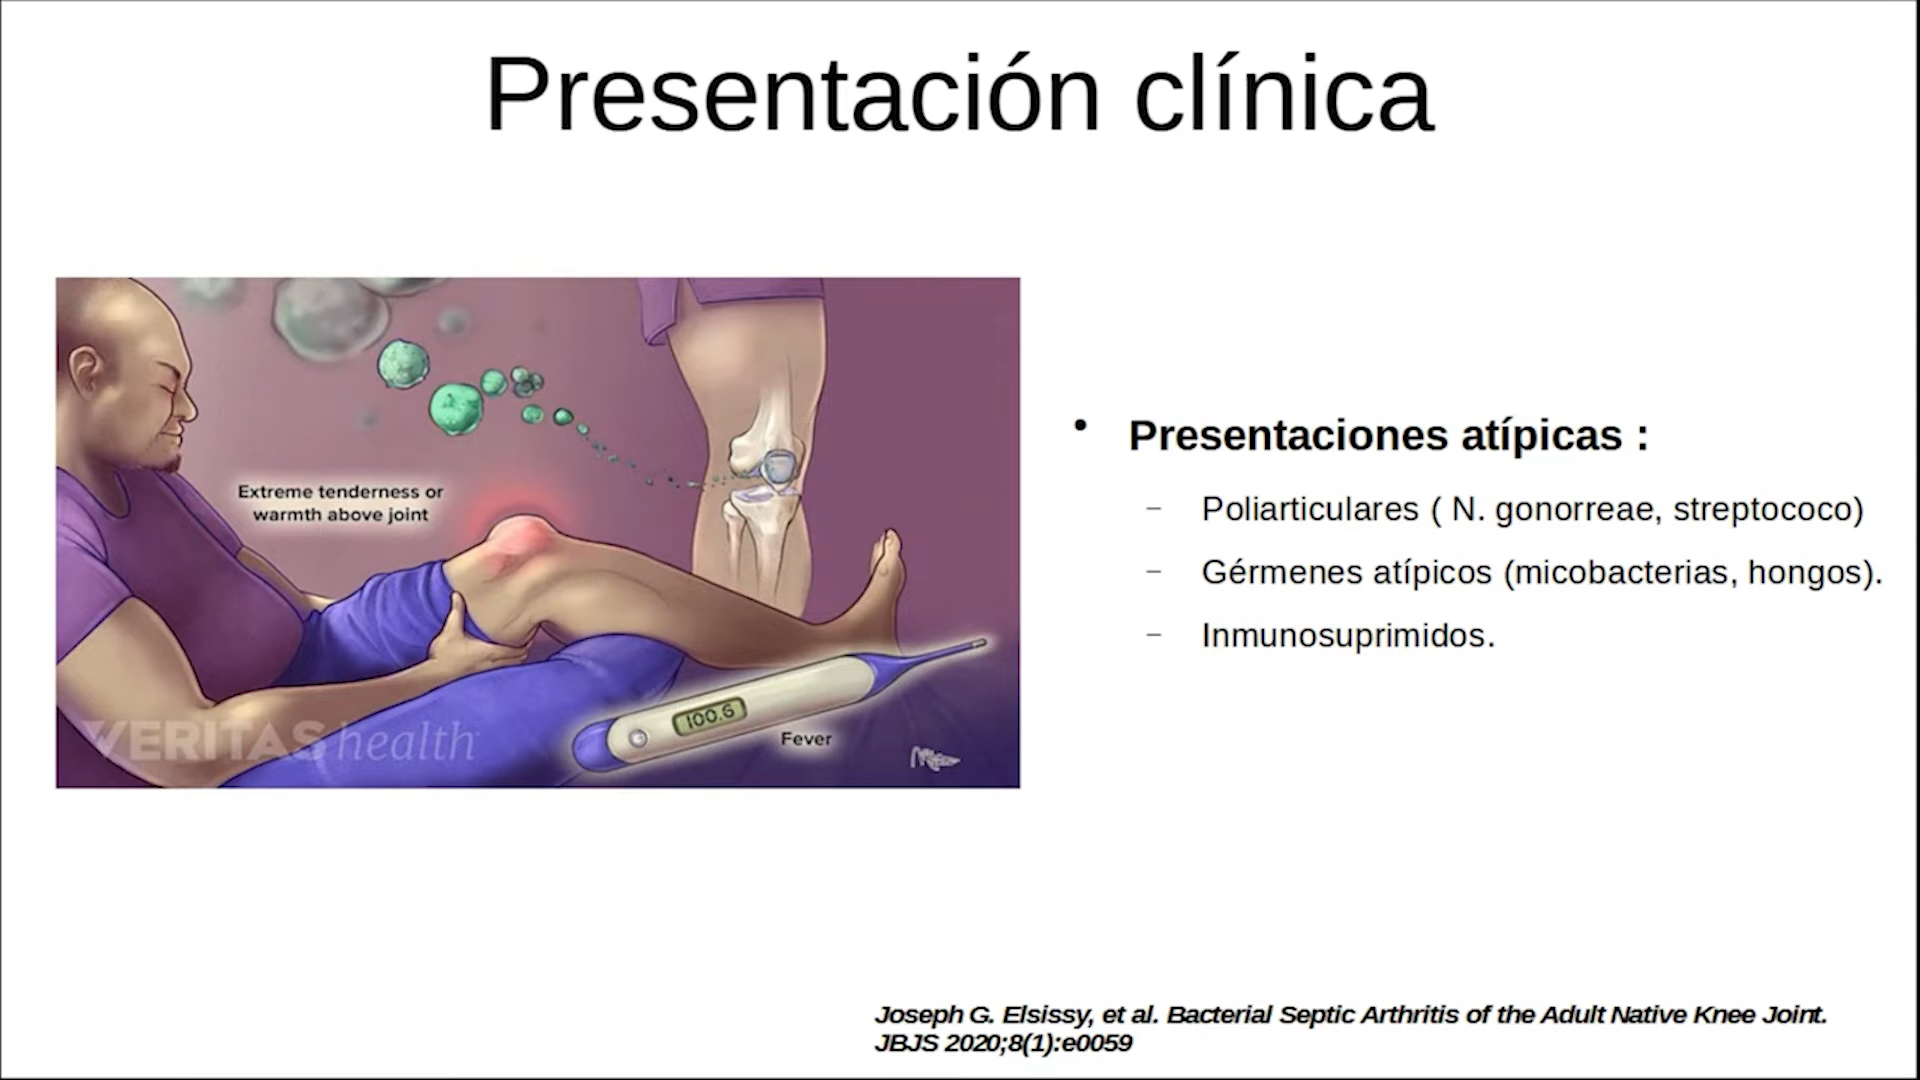 Presentación clínica
Extreme tenderness or
warmth above joint
100.6
Fever
VERITAS health
• Presentaciones atípicas :
– Poliarticulares ( N. gonorreae, streptococo)
– Gérmenes atípicos (micobacterias, hongos).
– Inmunosuprimidos.
Joseph G. Elsissy, et al. Bacterial Septic Arthritis of the Adult Native Knee Joint.
JBJS 2020;8(1):e0059